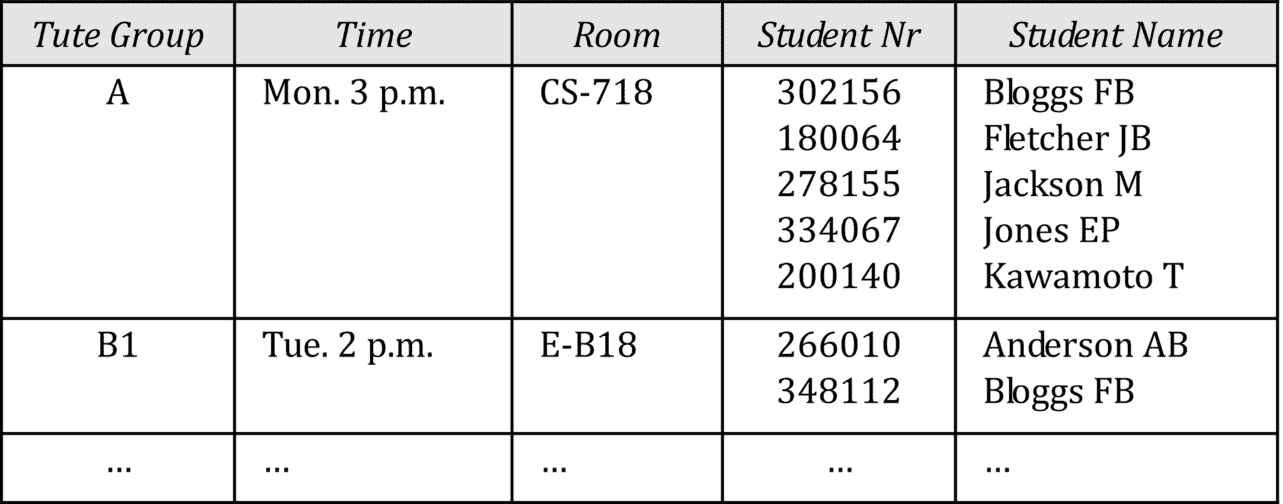 Tute Group Time Room Student Nr Student Name
A Mon. 3 p.m. CS-718 302156 Bloggs FB
180064 Fletcher JB
278155 Jackson M
334067 Jones EP
200140 Kawamoto T
B1 Tue. 2 p.m. E-B18 266010 Anderson AB
348112 Bloggs FB
... ... ... ... ...